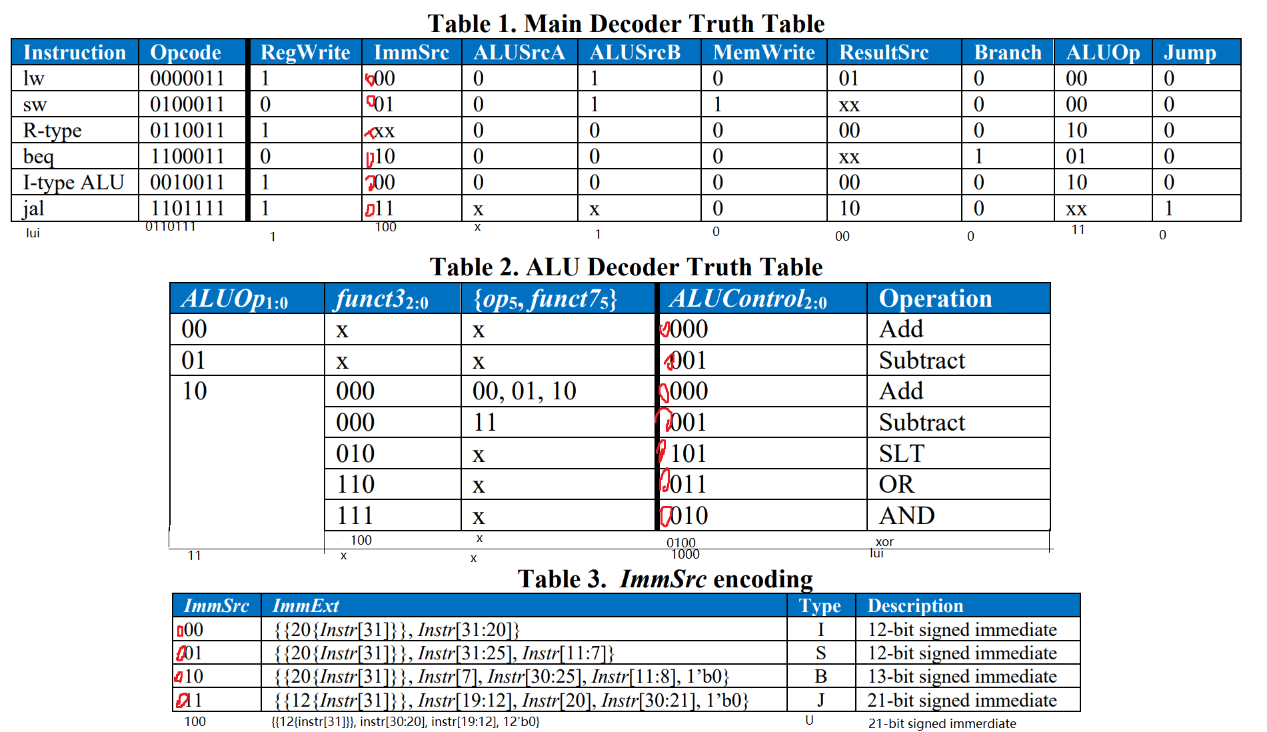 Table 1. Main Decoder Truth Table
Instruction Opcode RegWrite ImmSrc ALUSrcA ALUSrcB MemWrite ResultSrc Branch ALUOp Jump
lw 0000011 1 000 0 1 0 01 0 00 0
sw 0100011 0 001 0 1 1 xx 0 00 0
R-type 0110011 1 xxx 0 0 0 00 0 10 0
beq 1100011 0 010 0 0 0 xx 1 01 0
I-type ALU 0010011 1 000 0 0 0 00 0 10 0
jal 1101111 1 011 x x 0 10 0 xx 1
lui 0110111 1 100 x 1 0 00 0 11 0
Table 2. ALU Decoder Truth Table
ALUOp1:0 funct32:0 {op5, funct75} ALUControl2:0 Operation
00 x x 0000 Add
01 x x 0001 Subtract
10 000 00, 01, 10 0000 Add
000 11 0001 Subtract
010 x 0101 SLT
110 x 0011 OR
111 x 0010 AND
100 x 0100 xor
11 x x 1000 lui
Table 3. ImmSrc encoding
ImmSrc ImmExt Type Description
000 {{20{Instr[31]}}, Instr[31:20]} I 12-bit signed immediate
001 {{20{Instr[31]}}, Instr[31:25], Instr[11:7]} S 12-bit signed immediate
010 {{20{Instr[31]}}, Instr[7], Instr[30:25], Instr[11:8], 1'b0} B 13-bit signed immediate
011 {{12{Instr[31]}}, Instr[19:12], Instr[20], Instr[30:21], 1'b0} J 21-bit signed immediate
100 {{12{instr[31]}}, instr[30:20], instr[19:12], 12'b0} U 21-bit signed immerdiate